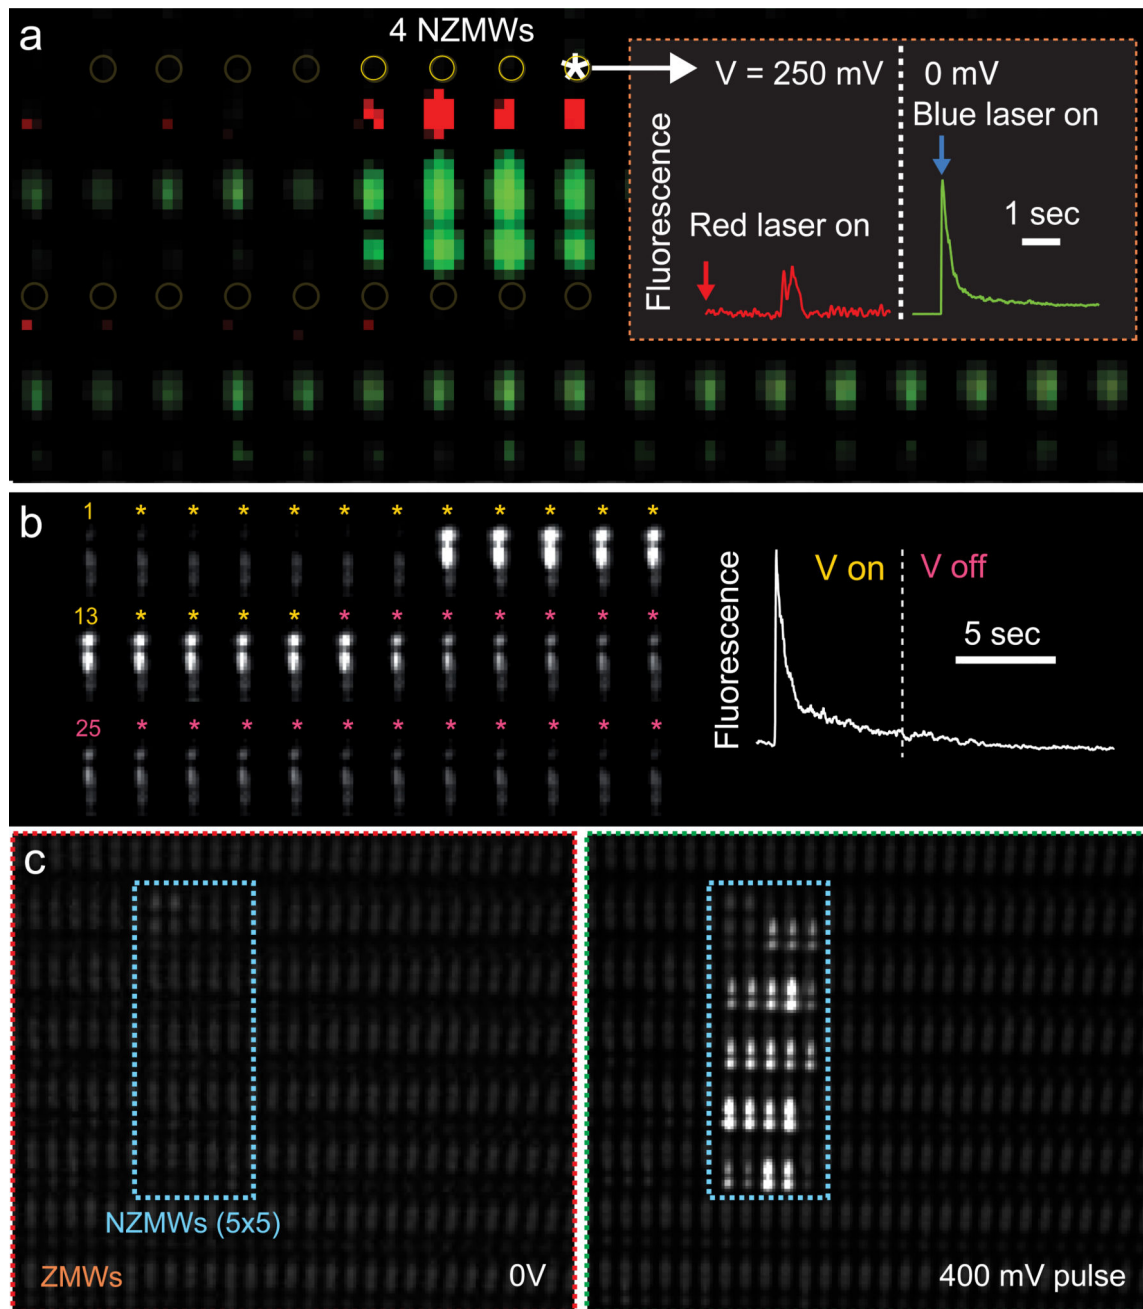 a
4 NZMWs
*
V = 250 mV
0 mV
Blue laser on
1 sec
Red laser on
Fluorescence
b
1 * * * * * * * * * * *
13 * * * * * * * * * * *
25 * * * * * * * * * * *
Fluorescence
V on
V off
5 sec
c
NZMWs (5x5)
ZMWs
0V
400 mV pulse